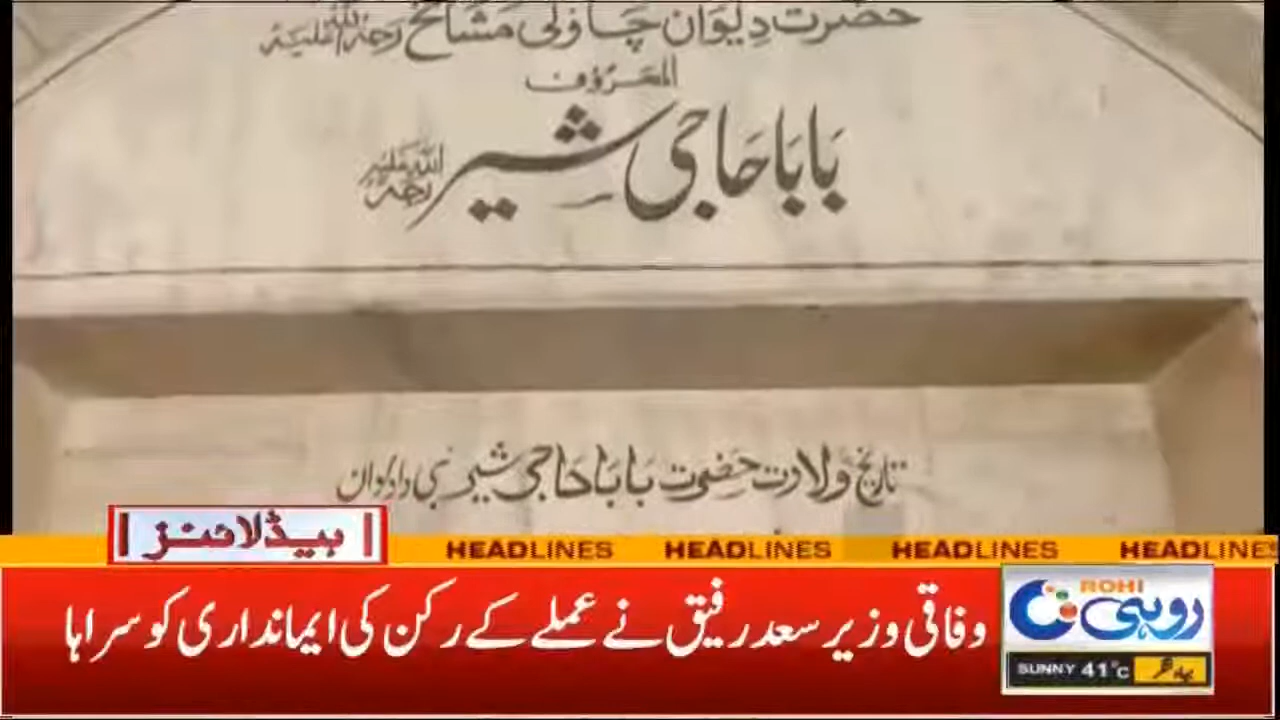 حضرت دیوان چاولی مشائخ رحمۃ اللہ علیہ
المعروف
بابا حاجی شیر رحمۃ اللہ علیہ
تاریخ ولادت حضرت بابا حاجی شیر
ہیڈلائنز
HEADLINES HEADLINES HEADLINES HEADLINES
وفاقی وزیر سعد رفیق نے عملے کے رکن کی ایمانداری کو سراہا
ROHI
روہی
SUNNY 41°C